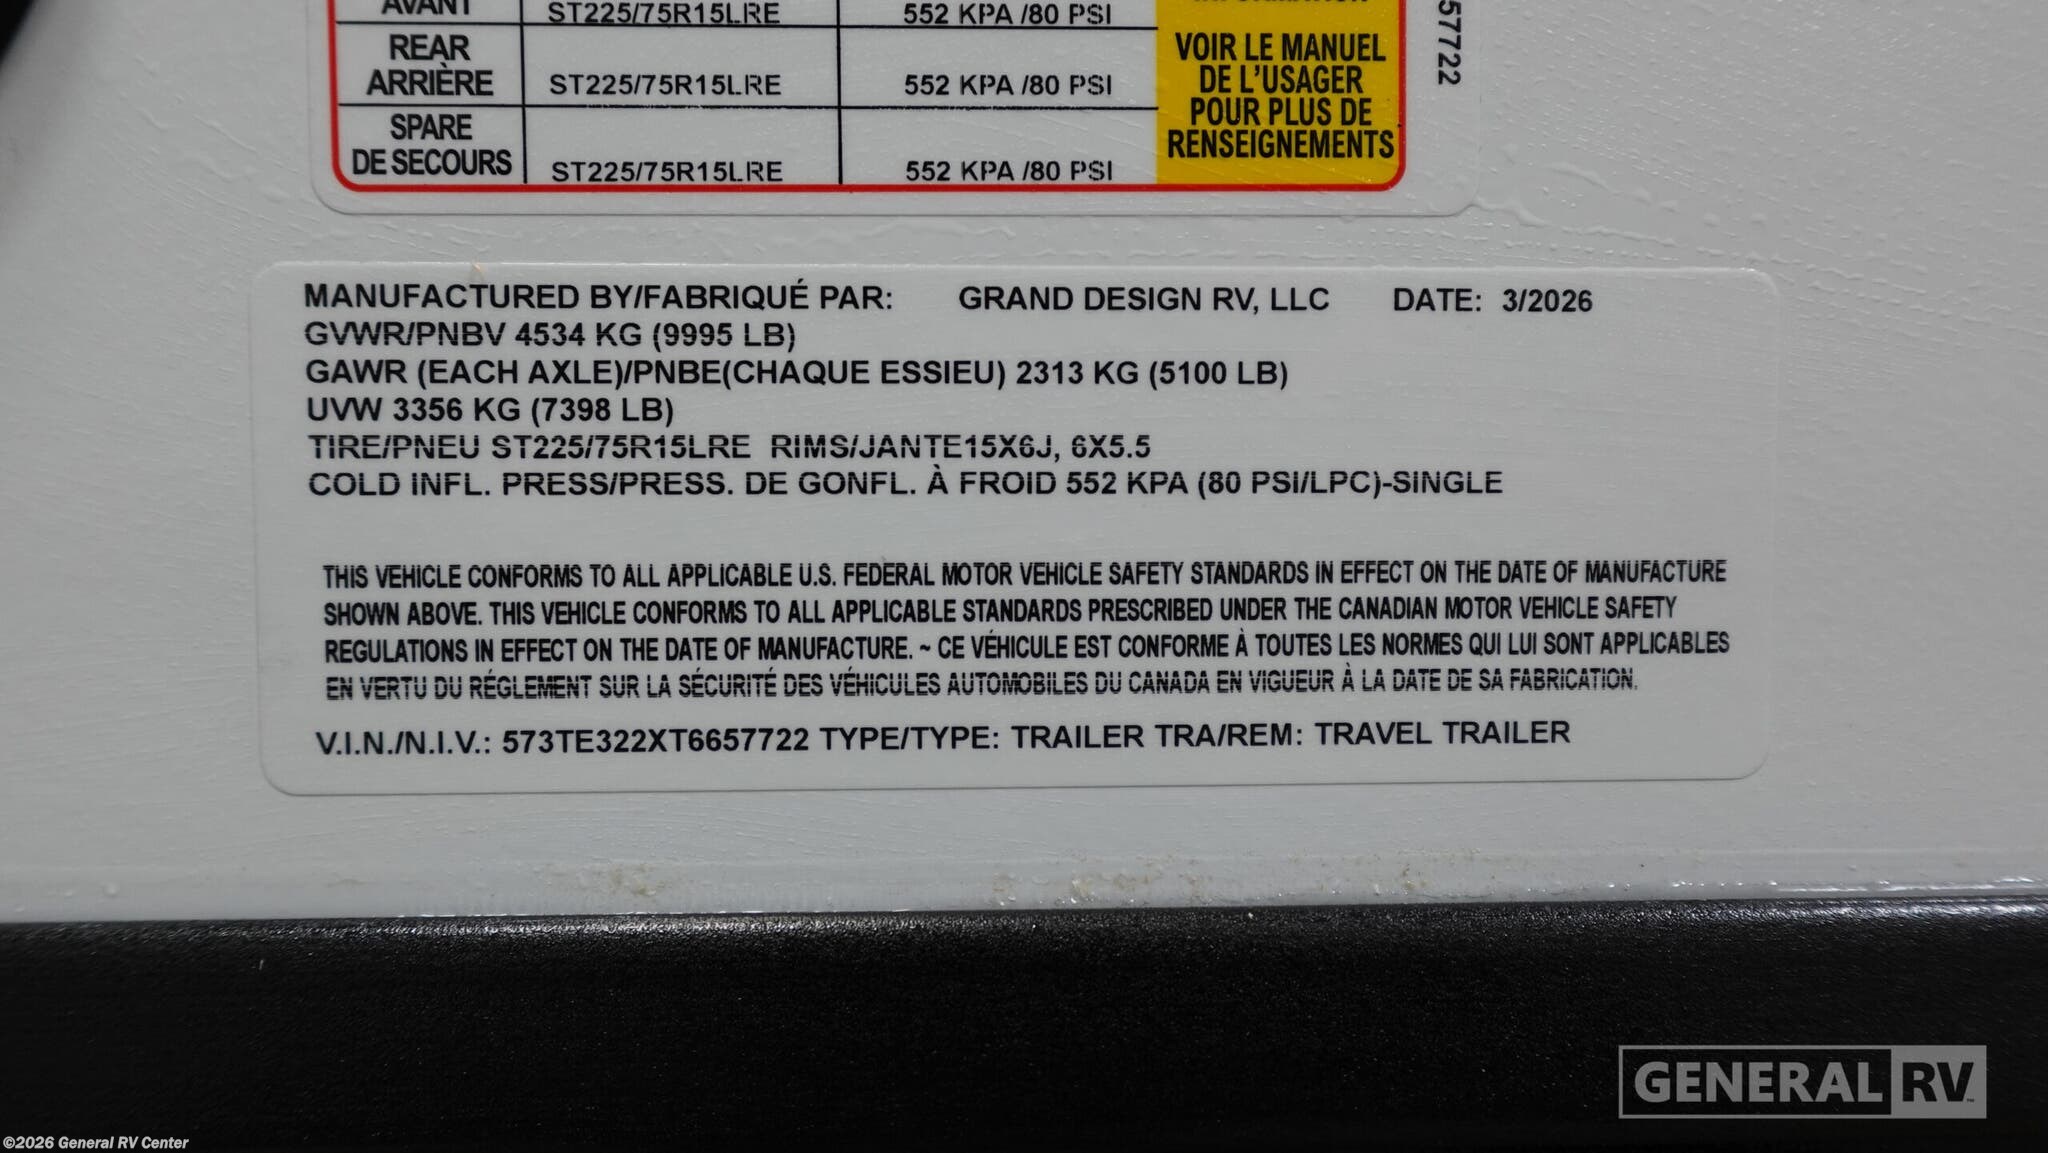 AVANT ST225/75R15LRE 552 KPA /80 PSI
REAR
ARRIÈRE ST225/75R15LRE 552 KPA /80 PSI
SPARE
DE SECOURS ST225/75R15LRE 552 KPA /80 PSI
VOIR LE MANUEL
DE L'USAGER
POUR PLUS DE
RENSEIGNEMENTS
57722
MANUFACTURED BY/FABRIQUÉ PAR: GRAND DESIGN RV, LLC DATE: 3/2026
GVWR/PNBV 4534 KG (9995 LB)
GAWR (EACH AXLE)/PNBE(CHAQUE ESSIEU) 2313 KG (5100 LB)
UVW 3356 KG (7398 LB)
TIRE/PNEU ST225/75R15LRE RIMS/JANTE15X6J, 6X5.5
COLD INFL. PRESS/PRESS. DE GONFL. À FROID 552 KPA (80 PSI/LPC)-SINGLE
THIS VEHICLE CONFORMS TO ALL APPLICABLE U.S. FEDERAL MOTOR VEHICLE SAFETY STANDARDS IN EFFECT ON THE DATE OF MANUFACTURE
SHOWN ABOVE. THIS VEHICLE CONFORMS TO ALL APPLICABLE STANDARDS PRESCRIBED UNDER THE CANADIAN MOTOR VEHICLE SAFETY
REGULATIONS IN EFFECT ON THE DATE OF MANUFACTURE. ~ CE VÉHICULE EST CONFORME À TOUTES LES NORMES QUI LUI SONT APPLICABLES
EN VERTU DU RÉGLEMENT SUR LA SÉCURITÉ DES VÉHICULES AUTOMOBILES DU CANADA EN VIGUEUR À LA DATE DE SA FABRICATION.
V.I.N./N.I.V.: 573TE322XT6657722 TYPE/TYPE: TRAILER TRA/REM: TRAVEL TRAILER
GENERAL RV
©2026 General RV Center